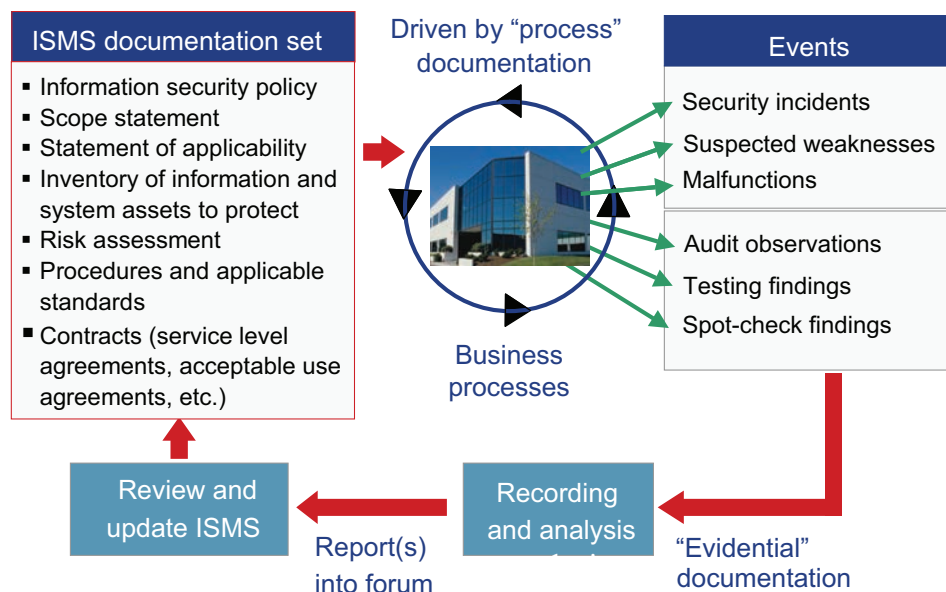 ISMS documentation set
▪ Information security policy
▪ Scope statement
▪ Statement of applicability
▪ Inventory of information and
system assets to protect
▪ Risk assessment
▪ Procedures and applicable
standards
▪ Contracts (service level
agreements, acceptable use
agreements, etc.)
Driven by “process”
documentation
Business
processes
Events
Security incidents
Suspected weaknesses
Malfunctions
Audit observations
Testing findings
Spot-check findings
“Evidential”
documentation
Recording
and analysis
Report(s)
into forum
Review and
update ISMS